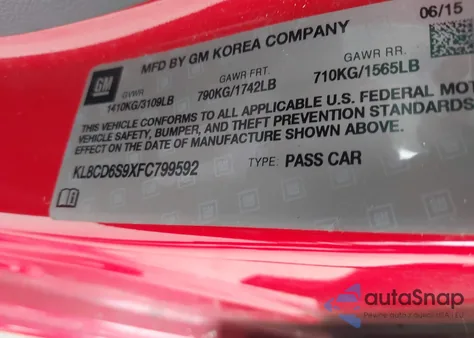 06/15
MFD BY GM KOREA COMPANY
GM
GVWR GAWR FRT. GAWR RR.
1410KG/3109LB 790KG/1742LB 710KG/1565LB
THIS VEHICLE CONFORMS TO ALL APPLICABLE U.S. FEDERAL MOT
VEHICLE SAFETY, BUMPER, AND THEFT PREVENTION STANDARDS
EFFECT ON THE DATE OF MANUFACTURE SHOWN ABOVE.
KL8CD6S9XFC799592 TYPE: PASS CAR
autaSnap